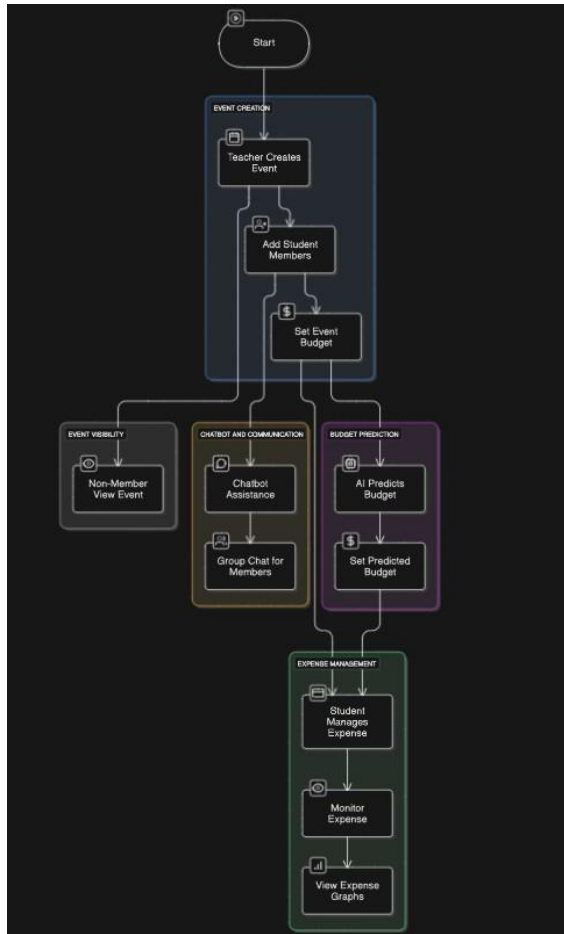 Start
EVENT CREATION
Teacher Creates
Event
Add Student
Members
$
Set Event
Budget
EVENT VISIBILITY
Non-Member
View Event
CHATBOT AND COMMUNICATION
Chatbot
Assistance
Group Chat for
Members
BUDGET PREDICTION
AI Predicts
Budget
$
Set Predicted
Budget
EXPENSE MANAGEMENT
Student
Manages
Expense
Monitor
Expense
View Expense
Graphs